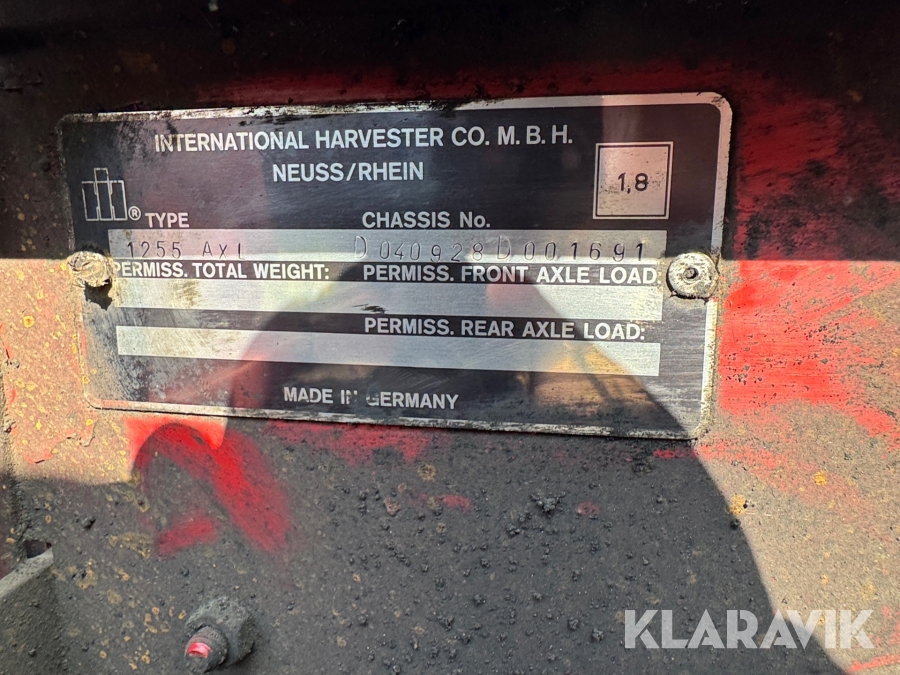 INTERNATIONAL HARVESTER CO. M. B. H.
NEUSS/RHEIN
1,8
® TYPE CHASSIS No.
1255 AXL D040928D001691
PERMISS. TOTAL WEIGHT: PERMISS. FRONT AXLE LOAD:
PERMISS. REAR AXLE LOAD:
MADE IN GERMANY
KLARAVIK